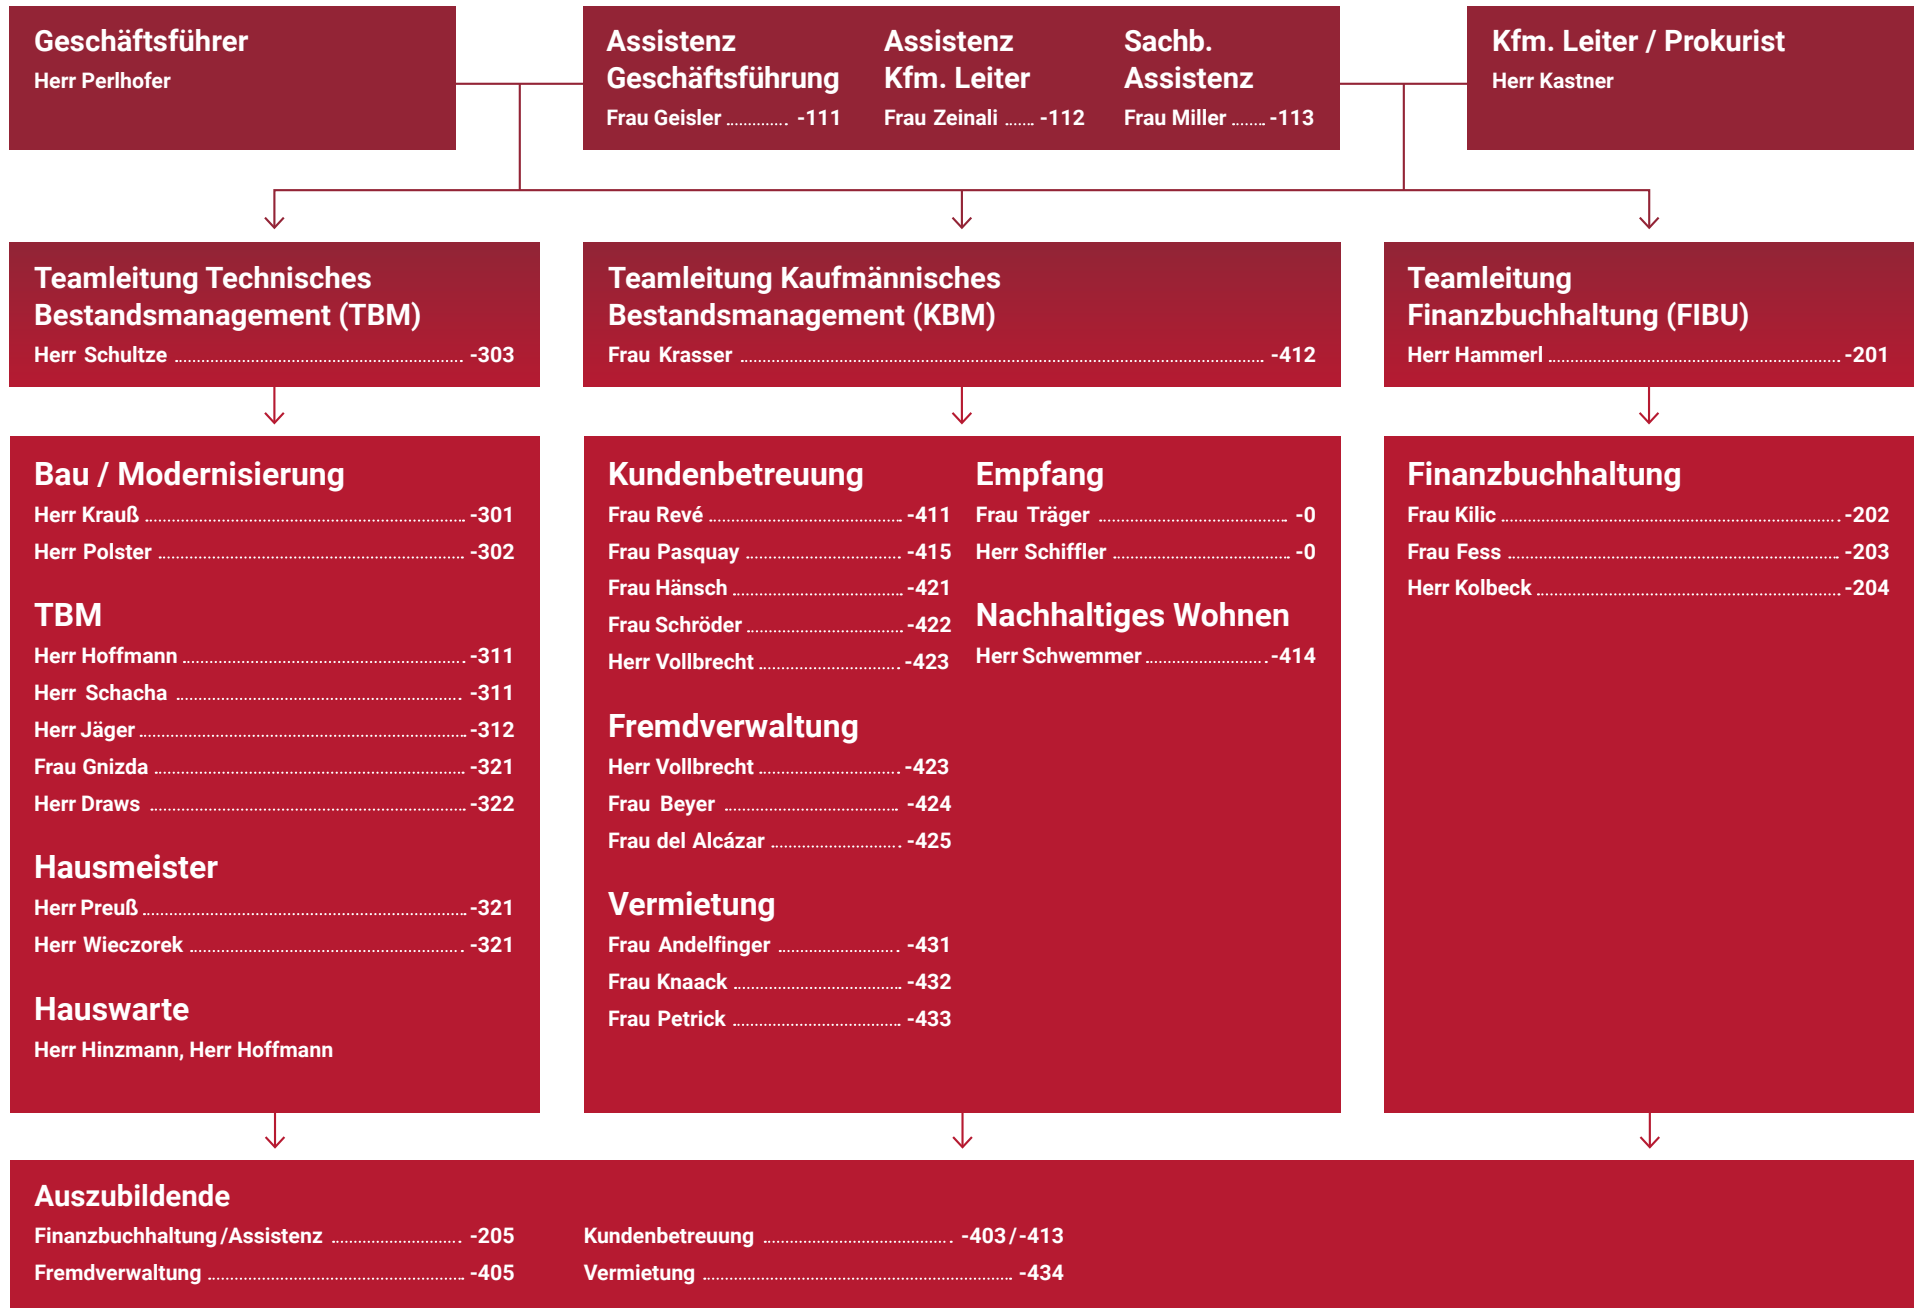 Geschäftsführer
Herr Perlhofer
Assistenz
Geschäftsführung
Frau Geisler ............. -111
Assistenz
Kfm. Leiter
Frau Zeinali ...... -112
Sachb.
Assistenz
Frau Miller ....... -113
Kfm. Leiter / Prokurist
Herr Kastner
Teamleitung Technisches
Bestandsmanagement (TBM)
Herr Schultze ............. -303
Teamleitung Kaufmännisches
Bestandsmanagement (KBM)
Frau Krasser ............. -412
Teamleitung
Finanzbuchhaltung (FIBU)
Herr Hammerl ............. -201
Bau / Modernisierung
Herr Krauß ............. -301
Herr Polster ............. -302
TBM
Herr Hoffmann ............. -311
Herr Schacha ............. -311
Herr Jäger ............. -312
Frau Gnizda ............. -321
Herr Draws ............. -322
Hausmeister
Herr Preuß ............. -321
Herr Wieczorek ............. -321
Hauswarte
Herr Hinzmann, Herr Hoffmann
Kundenbetreuung
Frau Revé ............. -411
Frau Pasquay ............. -415
Frau Hänsch ............. -421
Frau Schröder ............. -422
Herr Vollbrecht ............. -423
Fremdverwaltung
Herr Vollbrecht ............. -423
Frau Beyer ............. -424
Frau del Alcázar ............. -425
Vermietung
Frau Andelfinger ............. -431
Frau Knaack ............. -432
Frau Petrick ............. -433
Empfang
Frau Träger ............. -0
Herr Schiffler ............. -0
Nachhaltiges Wohnen
Herr Schwemmer ............. -414
Finanzbuchhaltung
Frau Kilic ............. -202
Frau Fess ............. -203
Herr Kolbeck ............. -204
Auszubildende
Finanzbuchhaltung/Assistenz ............. -205
Fremdverwaltung ............. -405
Kundenbetreuung ............. -403/-413
Vermietung ............. -434